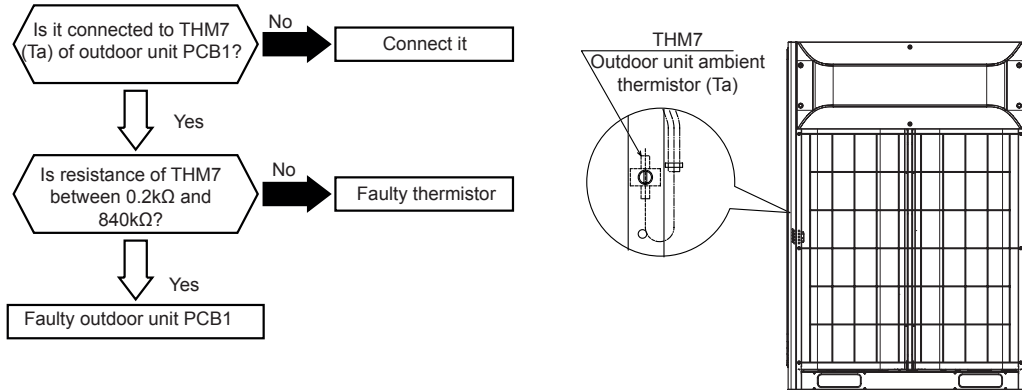 Is it connected to THM7
(Ta) of outdoor unit PCB1?
No
Connect it
Yes
Is resistance of THM7
between 0.2kΩ and
840kΩ?
No
Faulty thermistor
Yes
Faulty outdoor unit PCB1
THM7
Outdoor unit ambient
thermistor (Ta)